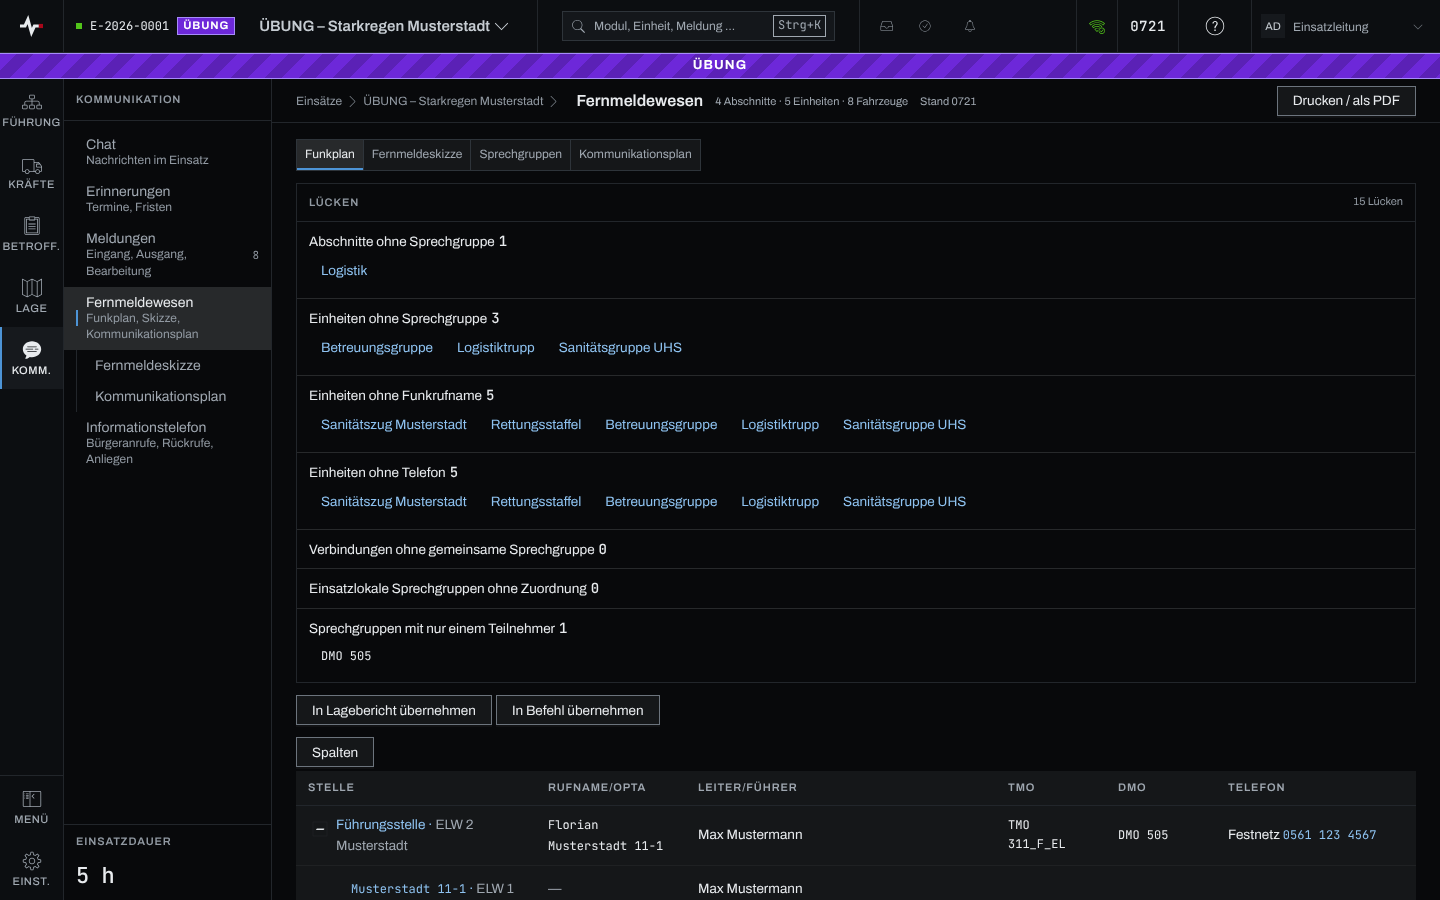 E-2026-0001 ÜBUNG ÜBUNG – Starkregen Musterstadt Modul, Einheit, Meldung ... Strg+K 0721 ? AD Einsatzleitung
ÜBUNG
FÜHRUNG
KRÄFTE
BETROFF.
LAGE
KOMM.
MENÜ
EINST.
KOMMUNIKATION
Chat
Nachrichten im Einsatz
Erinnerungen
Termine, Fristen
Meldungen
Eingang, Ausgang,
Bearbeitung
8
Fernmeldewesen
Funkplan, Skizze,
Kommunikationsplan
Fernmeldeskizze
Kommunikationsplan
Informationstelefon
Bürgeranrufe, Rückrufe,
Anliegen
EINSATZDAUER
5 h
Einsätze ÜBUNG – Starkregen Musterstadt Fernmeldewesen 4 Abschnitte · 5 Einheiten · 8 Fahrzeuge Stand 0721 Drucken / als PDF
Funkplan Fernmeldeskizze Sprechgruppen Kommunikationsplan
LÜCKEN 15 Lücken
Abschnitte ohne Sprechgruppe 1
Logistik
Einheiten ohne Sprechgruppe 3
Betreuungsgruppe Logistiktrupp Sanitätsgruppe UHS
Einheiten ohne Funkrufname 5
Sanitätszug Musterstadt Rettungsstaffel Betreuungsgruppe Logistiktrupp Sanitätsgruppe UHS
Einheiten ohne Telefon 5
Sanitätszug Musterstadt Rettungsstaffel Betreuungsgruppe Logistiktrupp Sanitätsgruppe UHS
Verbindungen ohne gemeinsame Sprechgruppe 0
Einsatzlokale Sprechgruppen ohne Zuordnung 0
Sprechgruppen mit nur einem Teilnehmer 1
DMO 505
In Lagebericht übernehmen In Befehl übernehmen
Spalten
STELLE RUFNAME/OPTA LEITER/FÜHRER TMO DMO TELEFON
Führungsstelle · ELW 2
Musterstadt
Florian
Musterstadt 11-1
Max Mustermann
TMO
311_F_EL
DMO 505
Festnetz 0561 123 4567
Musterstadt 11-1 · ELW 1 — Max Mustermann